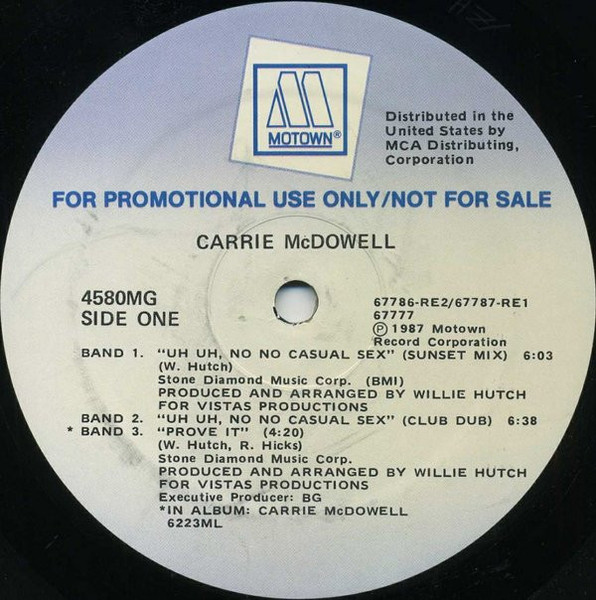 MOTOWN®
Distributed in the
United States by
MCA Distributing,
Corporation
FOR PROMOTIONAL USE ONLY/NOT FOR SALE
CARRIE McDOWELL
4580MG
SIDE ONE
67786-RE2/67787-RE1
67777
Ⓟ 1987 Motown
Record Corporation
BAND 1. "UH UH, NO NO CASUAL SEX" (SUNSET MIX) 6:03
(W. Hutch)
Stone Diamond Music Corp. (BMI)
PRODUCED AND ARRANGED BY WILLIE HUTCH
FOR VISTAS PRODUCTIONS
BAND 2. "UH UH, NO NO CASUAL SEX" (CLUB DUB) 6:38
* BAND 3. "PROVE IT" (4:20)
(W. Hutch, R. Hicks)
Stone Diamond Music Corp.
PRODUCED AND ARRANGED BY WILLIE HUTCH
FOR VISTAS PRODUCTIONS
Executive Producer: BG
*IN ALBUM: CARRIE McDOWELL
6223ML